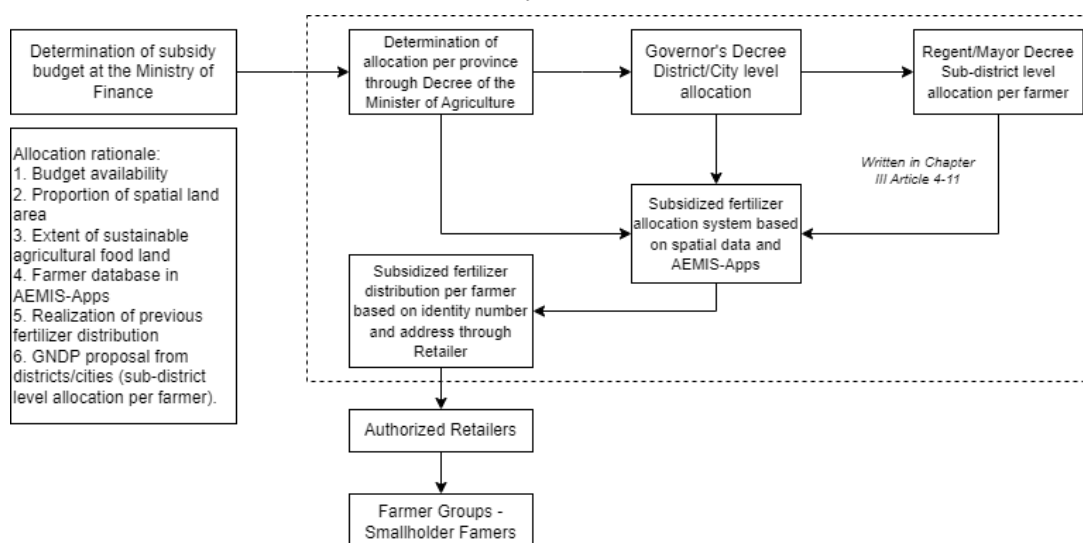 Determination of subsidy
budget at the Ministry of
Finance
Determination of
allocation per province
through Decree of the
Minister of Agriculture
Governor's Decree
District/City level
allocation
Regent/Mayor Decree
Sub-district level
allocation per farmer
Allocation rationale:
1. Budget availability
2. Proportion of spatial land
area
3. Extent of sustainable
agricultural food land
4. Farmer database in
AEMIS-Apps
5. Realization of previous
fertilizer distribution
6. GNDP proposal from
districts/cities (sub-district
level allocation per farmer).
Written in Chapter
III Article 4-11
Subsidized fertilizer
allocation system based
on spatial data and
AEMIS-Apps
Subsidized fertilizer
distribution per farmer
based on identity number
and address through
Retailer
Authorized Retailers
Farmer Groups -
Smallholder Famers